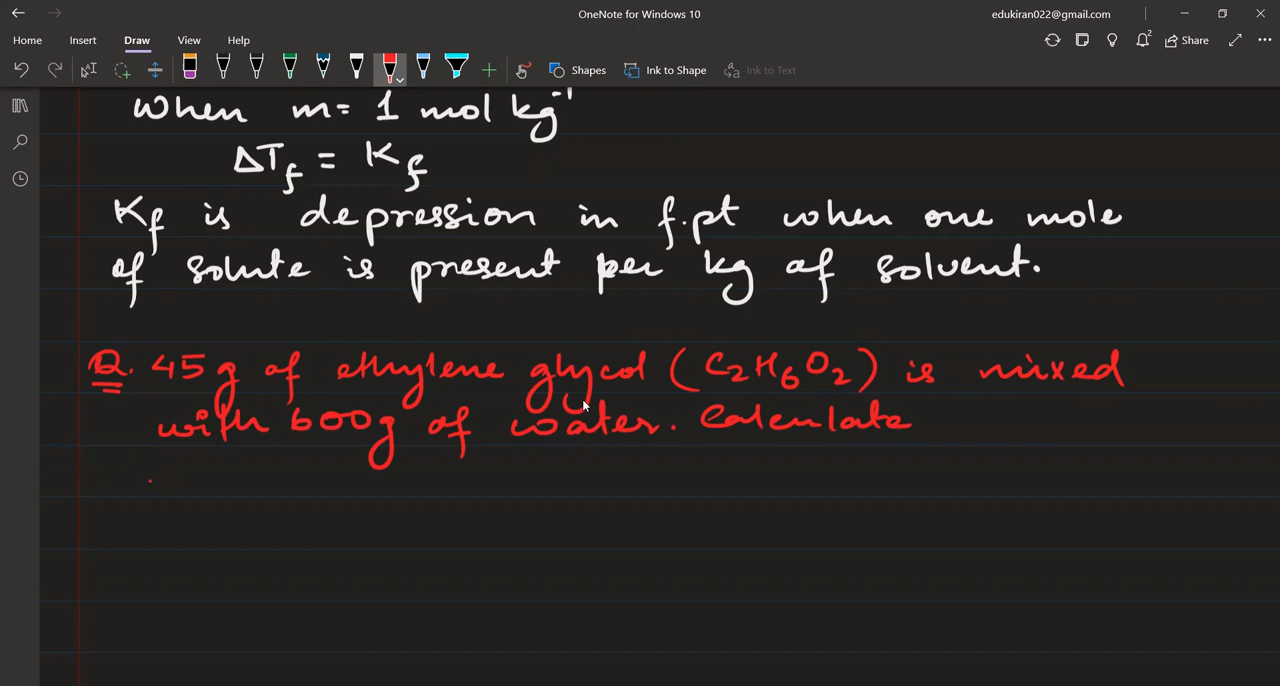 OneNote for Windows 10
edukiran022@gmail.com
Home Insert Draw View Help
Share
Shapes Ink to Shape Ink to Text
When m = 1 mol kg⁻¹
ΔTf = Kf
Kf is depression in f.pt when one mole
of solute is present per kg of solvent.
Q. 45g of ethylene glycol (C₂H₆O₂) is mixed
with 600g of water. Calculate